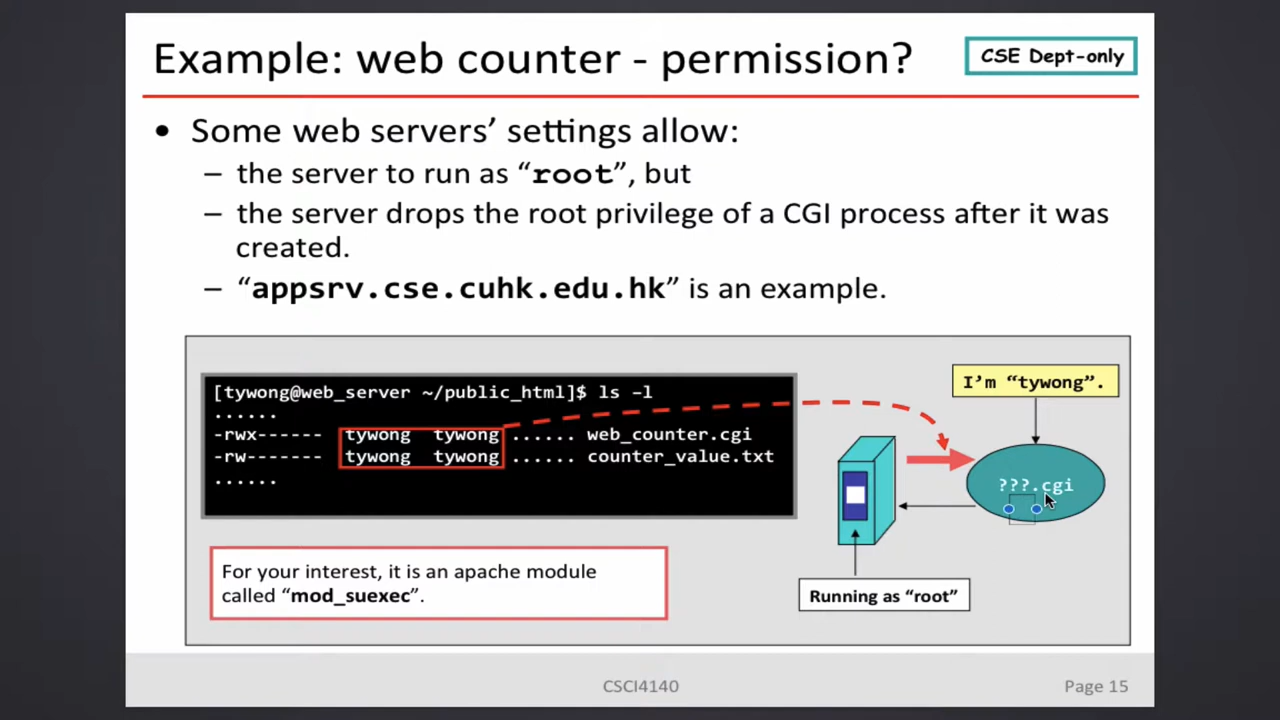 Example: web counter - permission?
CSE Dept-only
• Some web servers’ settings allow:
– the server to run as “root”, but
– the server drops the root privilege of a CGI process after it was
created.
– “appsrv.cse.cuhk.edu.hk” is an example.
[tywong@web_server ~/public_html]$ ls –l
......
-rwx------ tywong tywong ...... web_counter.cgi
-rw------- tywong tywong ...... counter_value.txt
......
I’m “tywong”.
???.cgi
Running as “root”
For your interest, it is an apache module
called “mod_suexec”.
CSCI4140
Page 15